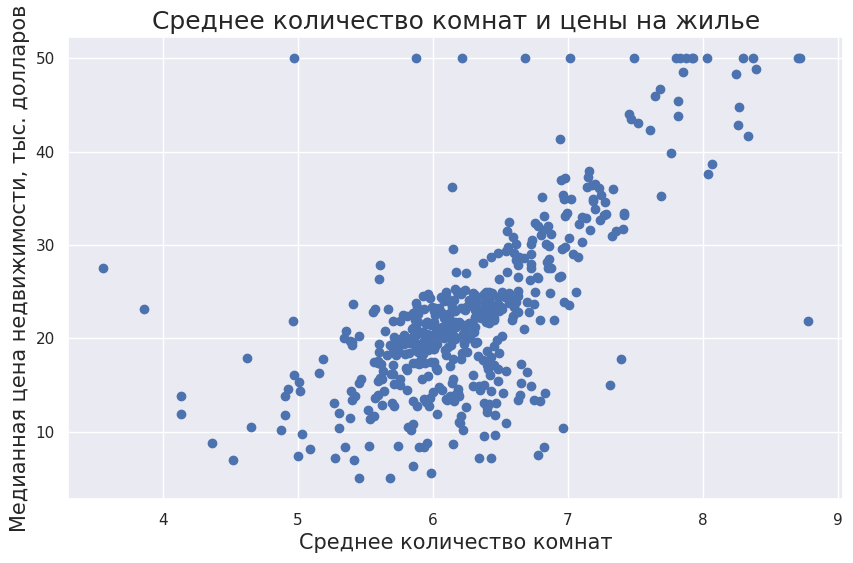 Среднее количество комнат и цены на жилье
Медианная цена недвижимости, тыс. долларов
50
40
30
20
10
4 5 6 7 8 9
Среднее количество комнат